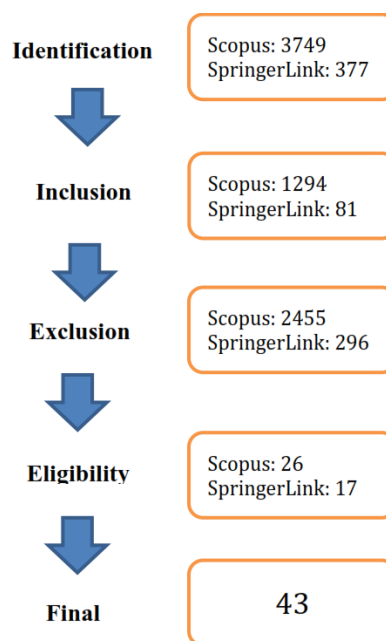 Identification
Scopus: 3749
SpringerLink: 377
Inclusion
Scopus: 1294
SpringerLink: 81
Exclusion
Scopus: 2455
SpringerLink: 296
Eligibility
Scopus: 26
SpringerLink: 17
Final
43